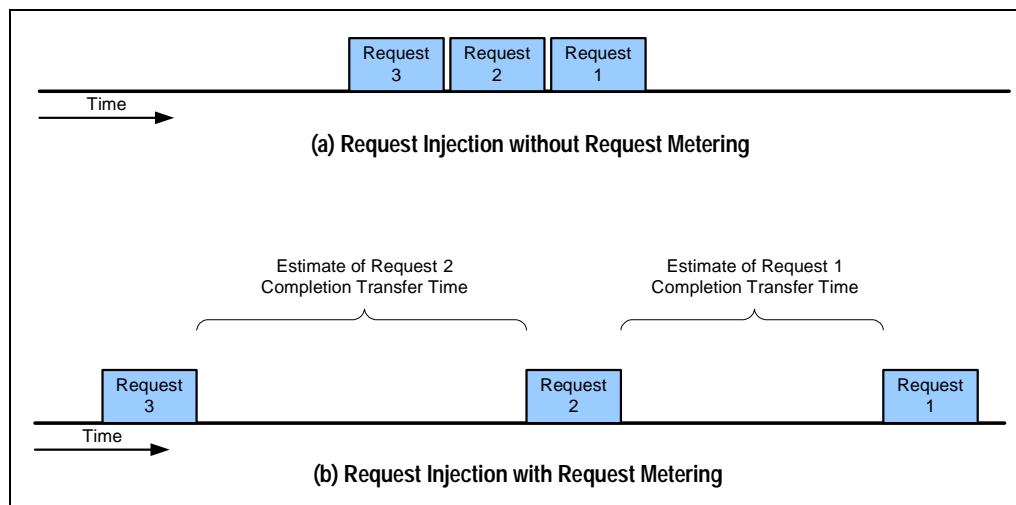 Request
3
Request
2
Request
1
Time
(a) Request Injection without Request Metering
Estimate of Request 2
Completion Transfer Time
Estimate of Request 1
Completion Transfer Time
Request
3
Request
2
Request
1
Time
(b) Request Injection with Request Metering